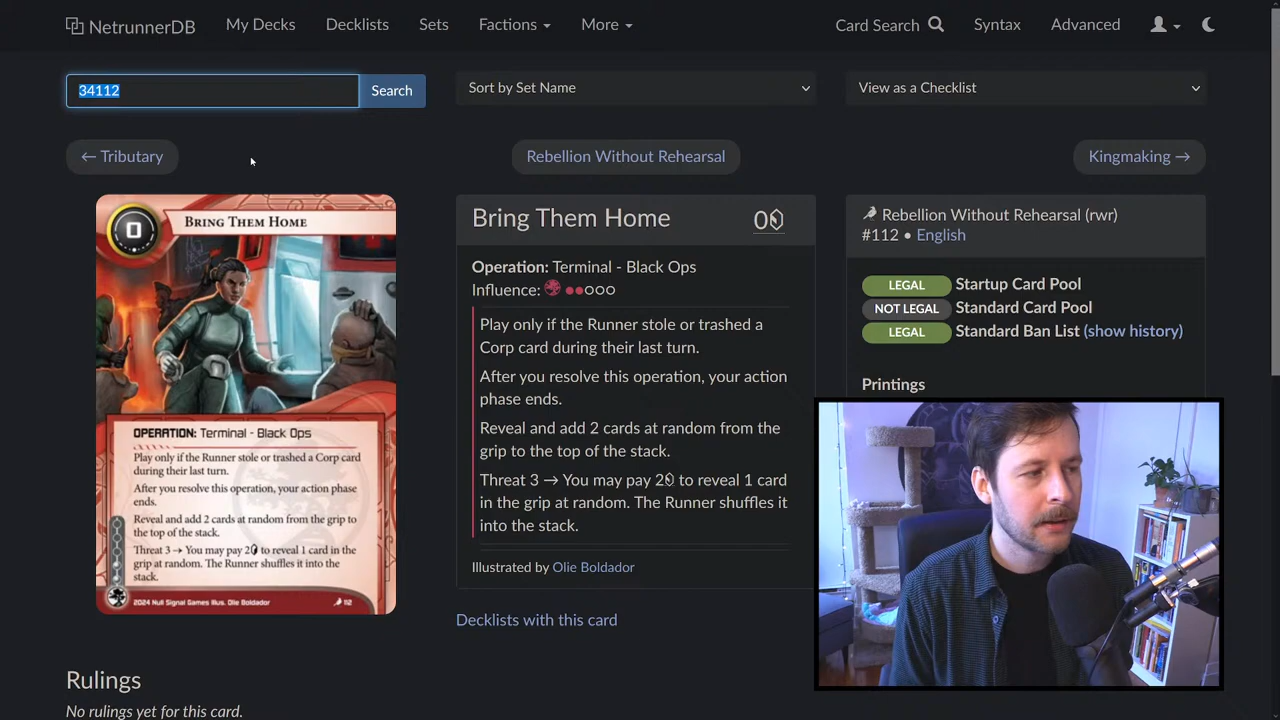 NetrunnerDB
My Decks
Decklists
Sets
Factions
More
Card Search
Syntax
Advanced
34112
Search
Sort by Set Name
View as a Checklist
← Tributary
Rebellion Without Rehearsal
Kingmaking →
0
BRING THEM HOME
OPERATION: Terminal - Black Ops
Play only if the Runner stole or trashed a Corp card
during their last turn.
After you resolve this operation, your action phase
ends.
Reveal and add 2 cards at random from the grip to
the top of the stack.
Threat 3 → You may pay 2 to reveal 1 card in the
grip at random. The Runner shuffles it into the
stack.
2024 Null Signal Games Illus. Olie Boldador
112
Bring Them Home
0
Operation: Terminal - Black Ops
Influence:
Play only if the Runner stole or trashed a
Corp card during their last turn.
After you resolve this operation, your action
phase ends.
Reveal and add 2 cards at random from the
grip to the top of the stack.
Threat 3 → You may pay 2 to reveal 1 card
in the grip at random. The Runner shuffles it
into the stack.
Illustrated by Olie Boldador
Decklists with this card
Rebellion Without Rehearsal (rwr)
#112 • English
LEGAL Startup Card Pool
NOT LEGAL Standard Card Pool
LEGAL Standard Ban List (show history)
Printings
Rulings
No rulings yet for this card.